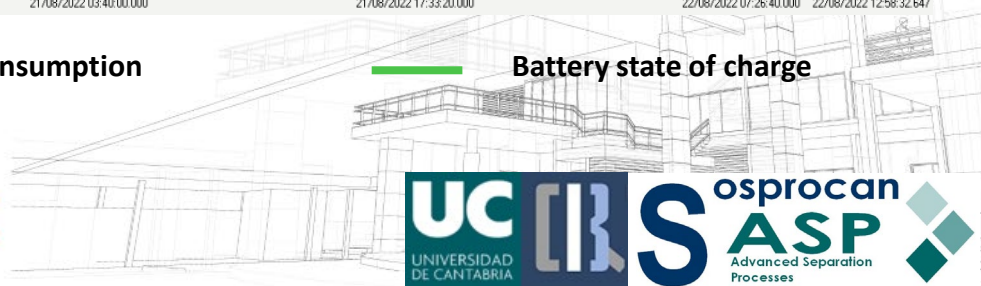 21/08/2022 03:40:00.000 21/08/2022 17:33:20.000 22/08/2022 07:26:40.000 22/08/2022 12:58:32.647
nsumption Battery state of charge
UC
UNIVERSIDAD
DE CANTABRIA
S osprocan
ASP
Advanced Separation
Processes